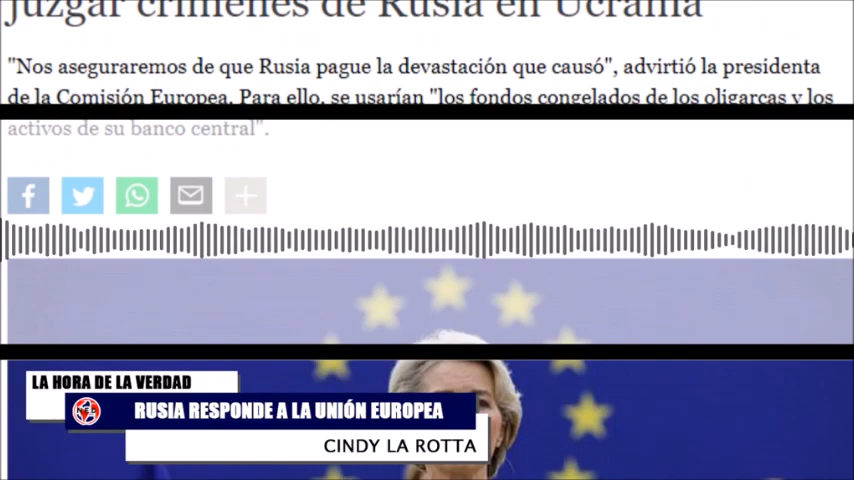 juzgar crímenes de Rusia en Ucrania
"Nos aseguraremos de que Rusia pague la devastación que causó", advirtió la presidenta
de la Comisión Europea. Para ello, se usarían "los fondos congelados de los oligarcas y los
activos de su banco central".
LA HORA DE LA VERDAD
RUSIA RESPONDE A LA UNIÓN EUROPEA
CINDY LA ROTTA